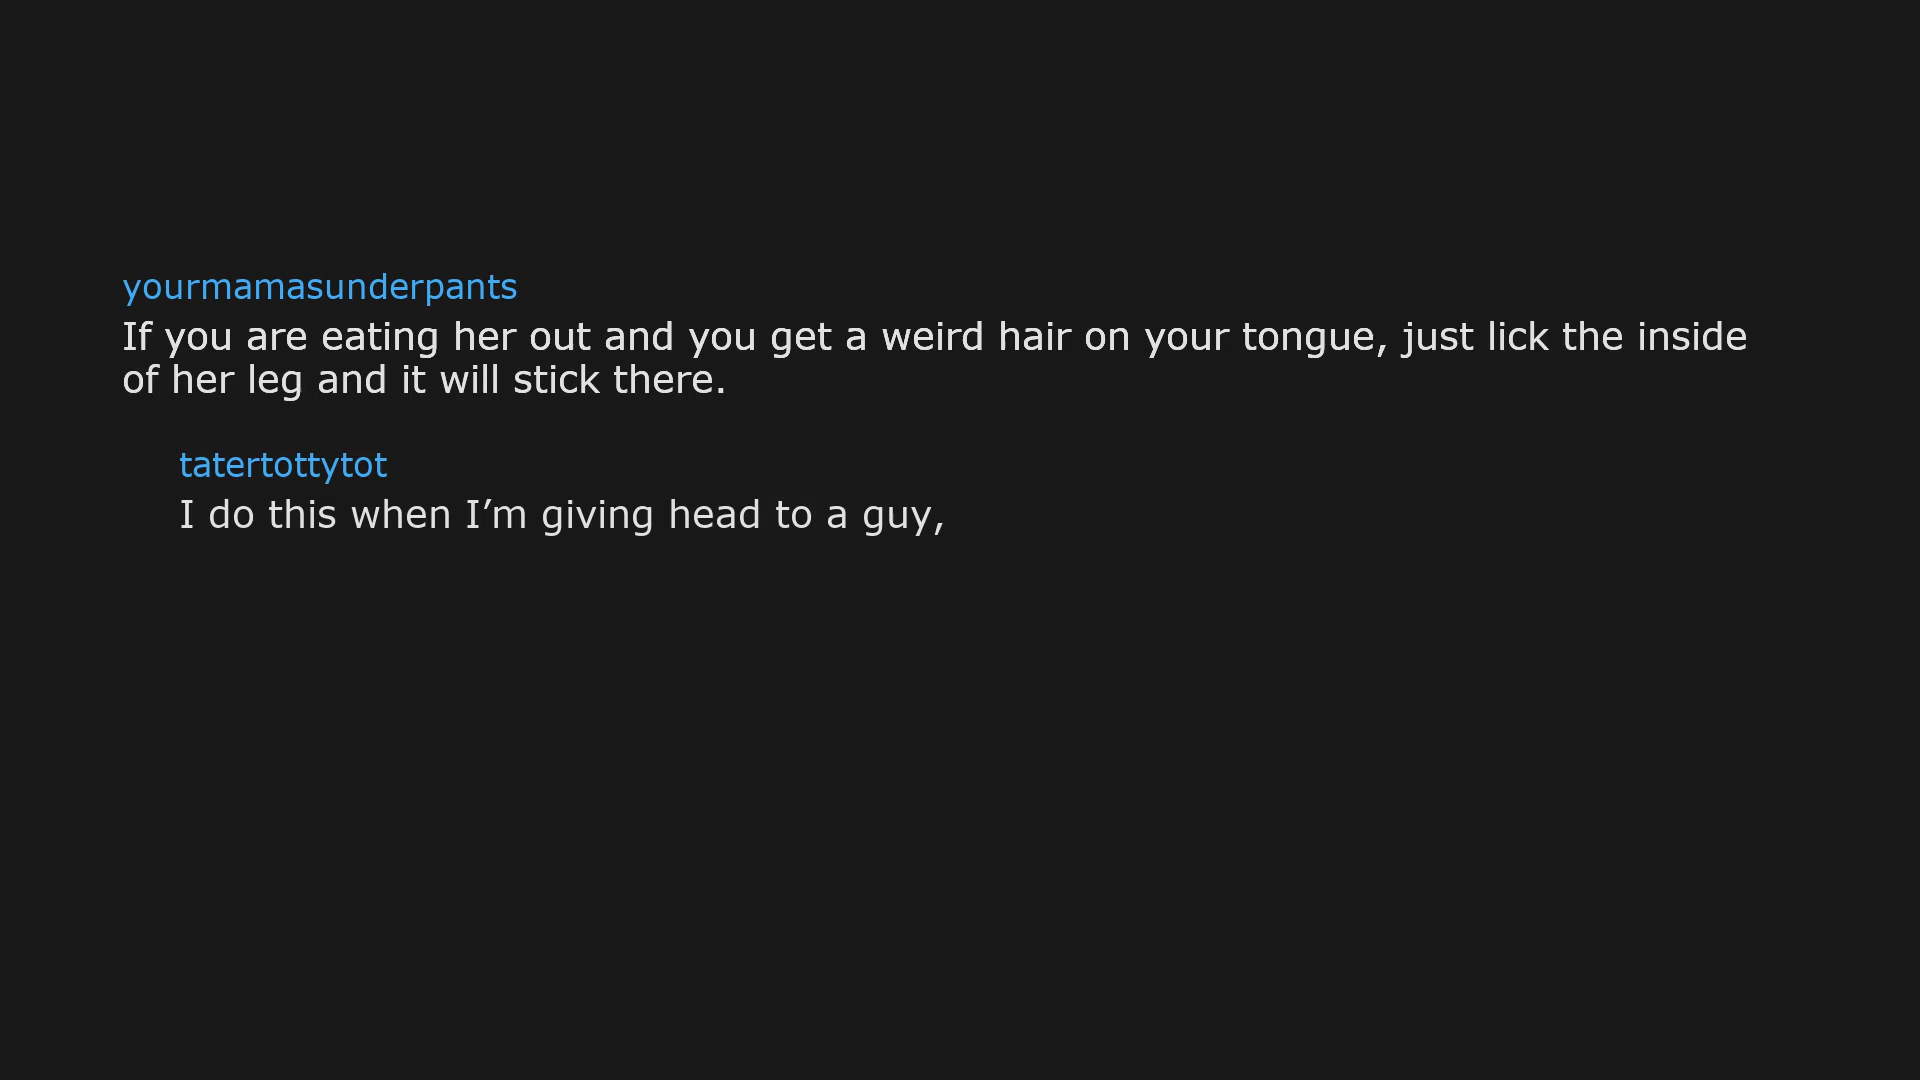 yourmamasunderpants
If you are eating her out and you get a weird hair on your tongue, just lick the inside
of her leg and it will stick there.
tatertottytot
I do this when I’m giving head to a guy,